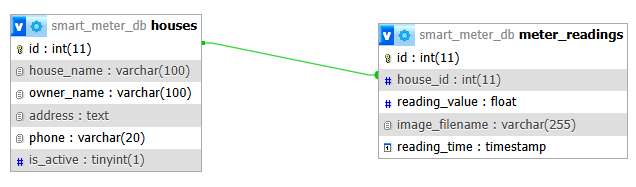 smart_meter_db houses
id : int(11)
house_name : varchar(100)
owner_name : varchar(100)
address : text
phone : varchar(20)
is_active : tinyint(1)
smart_meter_db meter_readings
id : int(11)
house_id : int(11)
reading_value : float
image_filename : varchar(255)
reading_time : timestamp